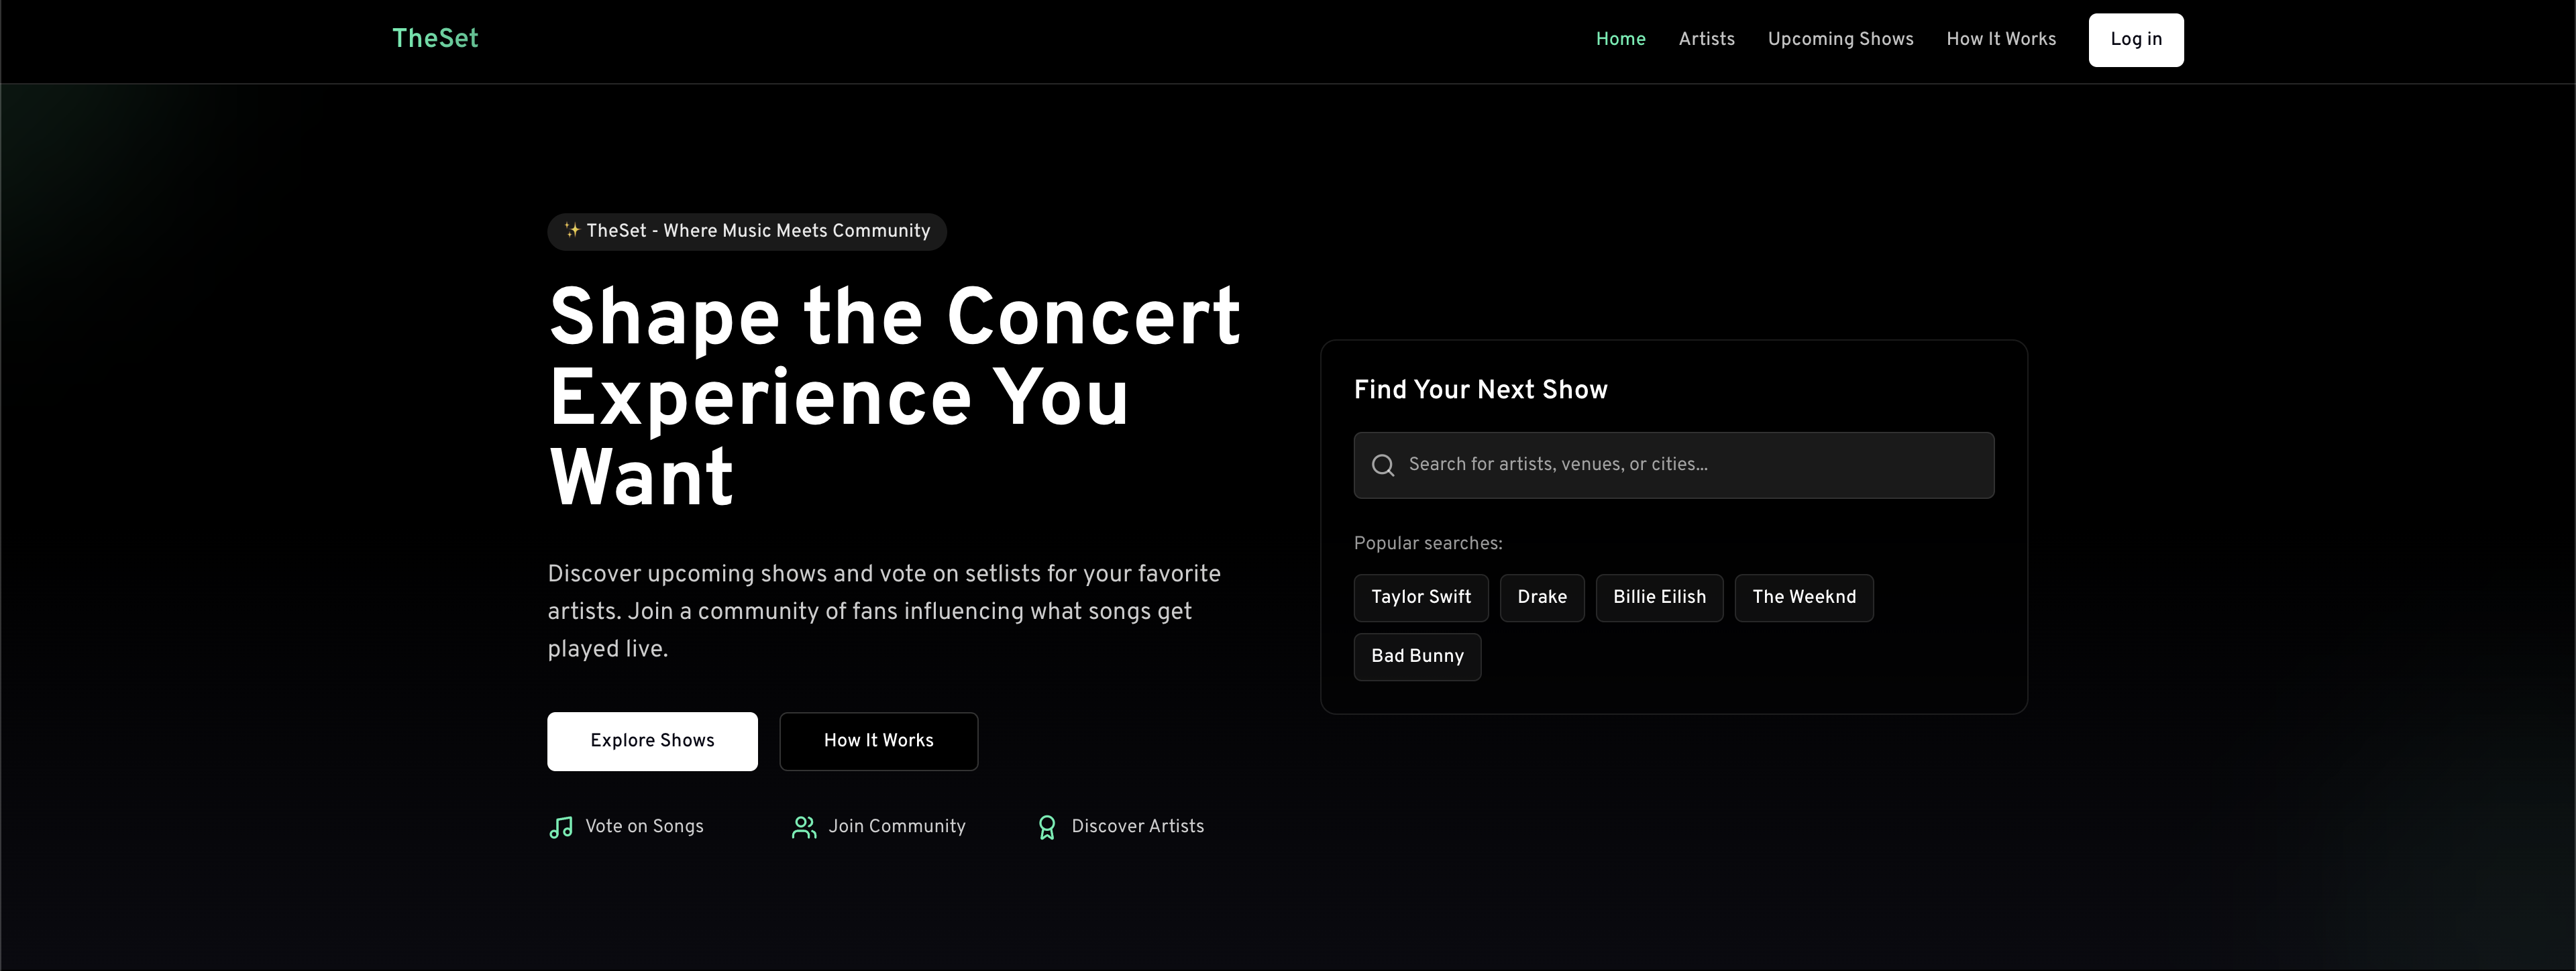 TheSet
Home
Artists
Upcoming Shows
How It Works
Log in
✨ TheSet - Where Music Meets Community
Shape the Concert
Experience You
Want
Discover upcoming shows and vote on setlists for your favorite
artists. Join a community of fans influencing what songs get
played live.
Explore Shows
How It Works
Vote on Songs
Join Community
Discover Artists
Find Your Next Show
Search for artists, venues, or cities...
Popular searches:
Taylor Swift
Drake
Billie Eilish
The Weeknd
Bad Bunny